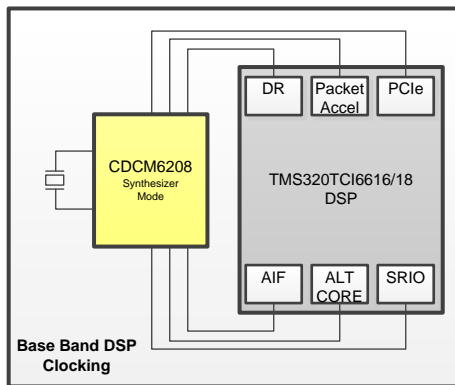 DR
Packet
Accel
PCIe
CDCM6208
Synthesizer
Mode
TMS320TCI6616/18
DSP
AIF
ALT
CORE
SRIO
Base Band DSP
Clocking